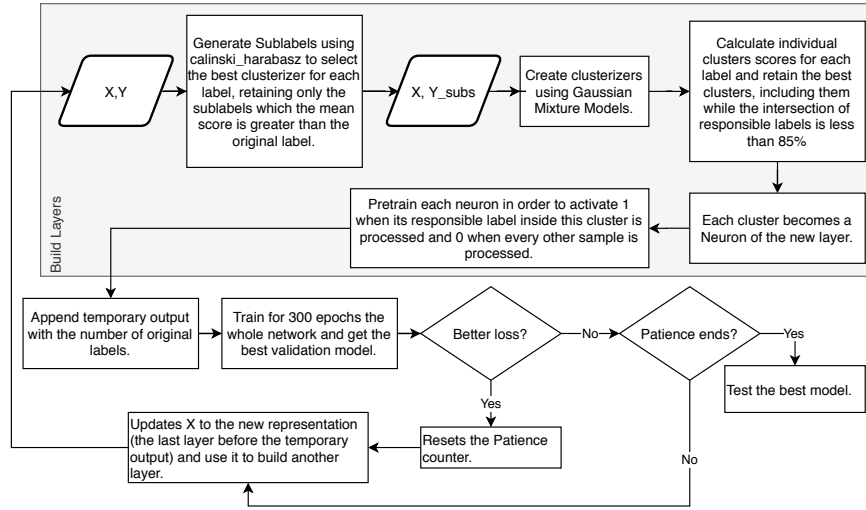 X,Y
Generate Sublabels using
calinski_harabasz to select
the best clusterizer for each
label, retaining only the
sublabels which the mean
score is greater than the
original label.
X, Y_subs
Create clusterizers
using Gaussian
Mixture Models.
Calculate individual
clusters scores for each
label and retain the best
clusters, including them
while the intersection of
responsible labels is less
than 85%
Each cluster becomes a
Neuron of the new layer.
Pretrain each neuron in order to activate 1
when its responsible label inside this cluster is
processed and 0 when every other sample is
processed.
Build Layers
Append temporary output
with the number of original
labels.
Train for 300 epochs the
whole network and get the
best validation model.
Better loss?
No
Patience ends?
Yes
Test the best model.
Yes
Resets the Patience
counter.
Updates X to the new representation
(the last layer before the temporary
output) and use it to build another
layer.
No